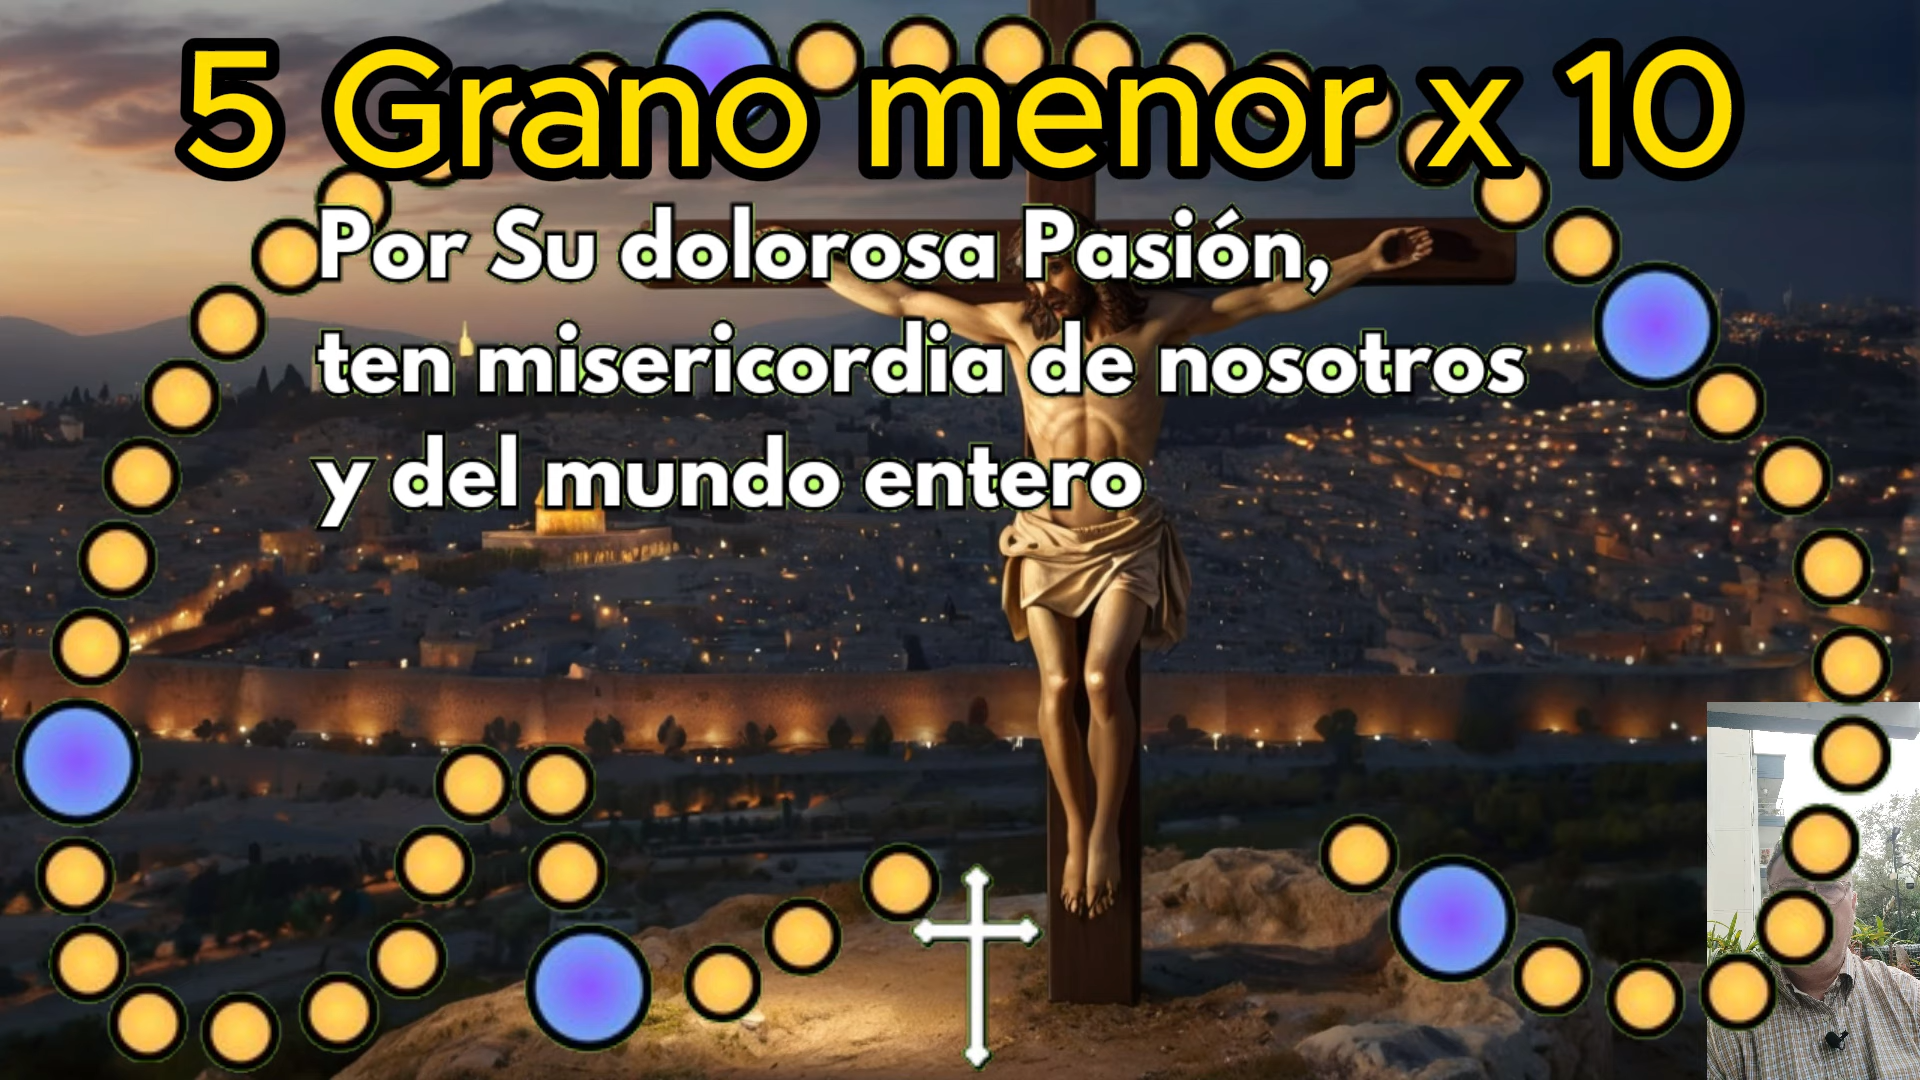 5 Grano menor x 10
Por Su dolorosa Pasión,
ten misericordia de nosotros
y del mundo entero